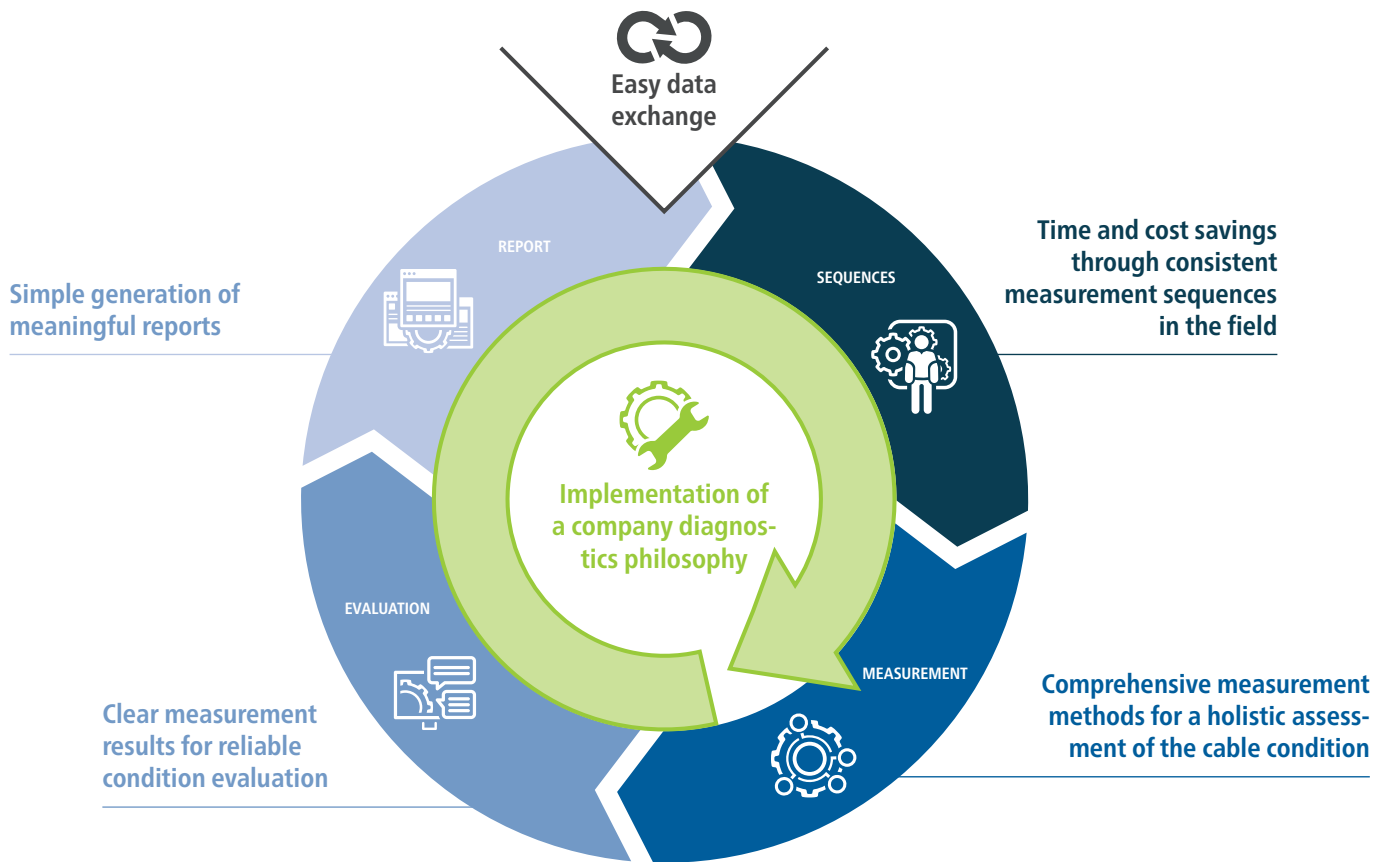 Easy data
exchange
REPORT
SEQUENCES
Time and cost savings
through consistent
measurement sequences
in the field
Simple generation of
meaningful reports
Implementation of
a company diagnos-
tics philosophy
EVALUATION
MEASUREMENT
Clear measurement
results for reliable
condition evaluation
Comprehensive measurement
methods for a holistic assess-
ment of the cable condition